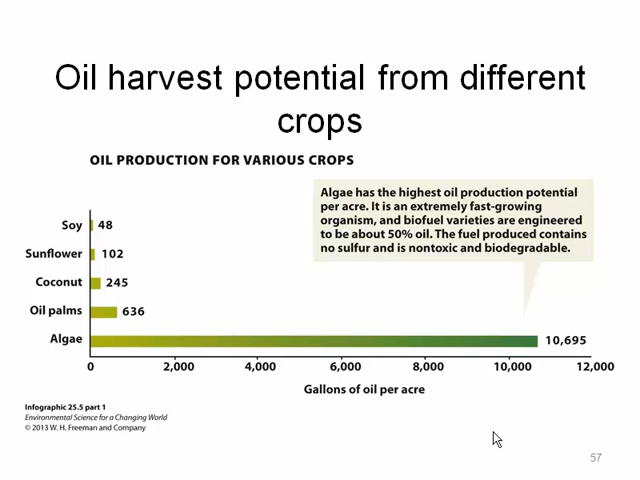 Oil harvest potential from different
crops
OIL PRODUCTION FOR VARIOUS CROPS
Algae has the highest oil production potential
per acre. It is an extremely fast-growing
organism, and biofuel varieties are engineered
to be about 50% oil. The fuel produced contains
no sulfur and is nontoxic and biodegradable.
Soy 48
Sunflower 102
Coconut 245
Oil palms 636
Algae 10,695
0 2,000 4,000 6,000 8,000 10,000 12,000
Gallons of oil per acre
Infographic 25.5 part 1
Environmental Science for a Changing World
© 2013 W. H. Freeman and Company
57